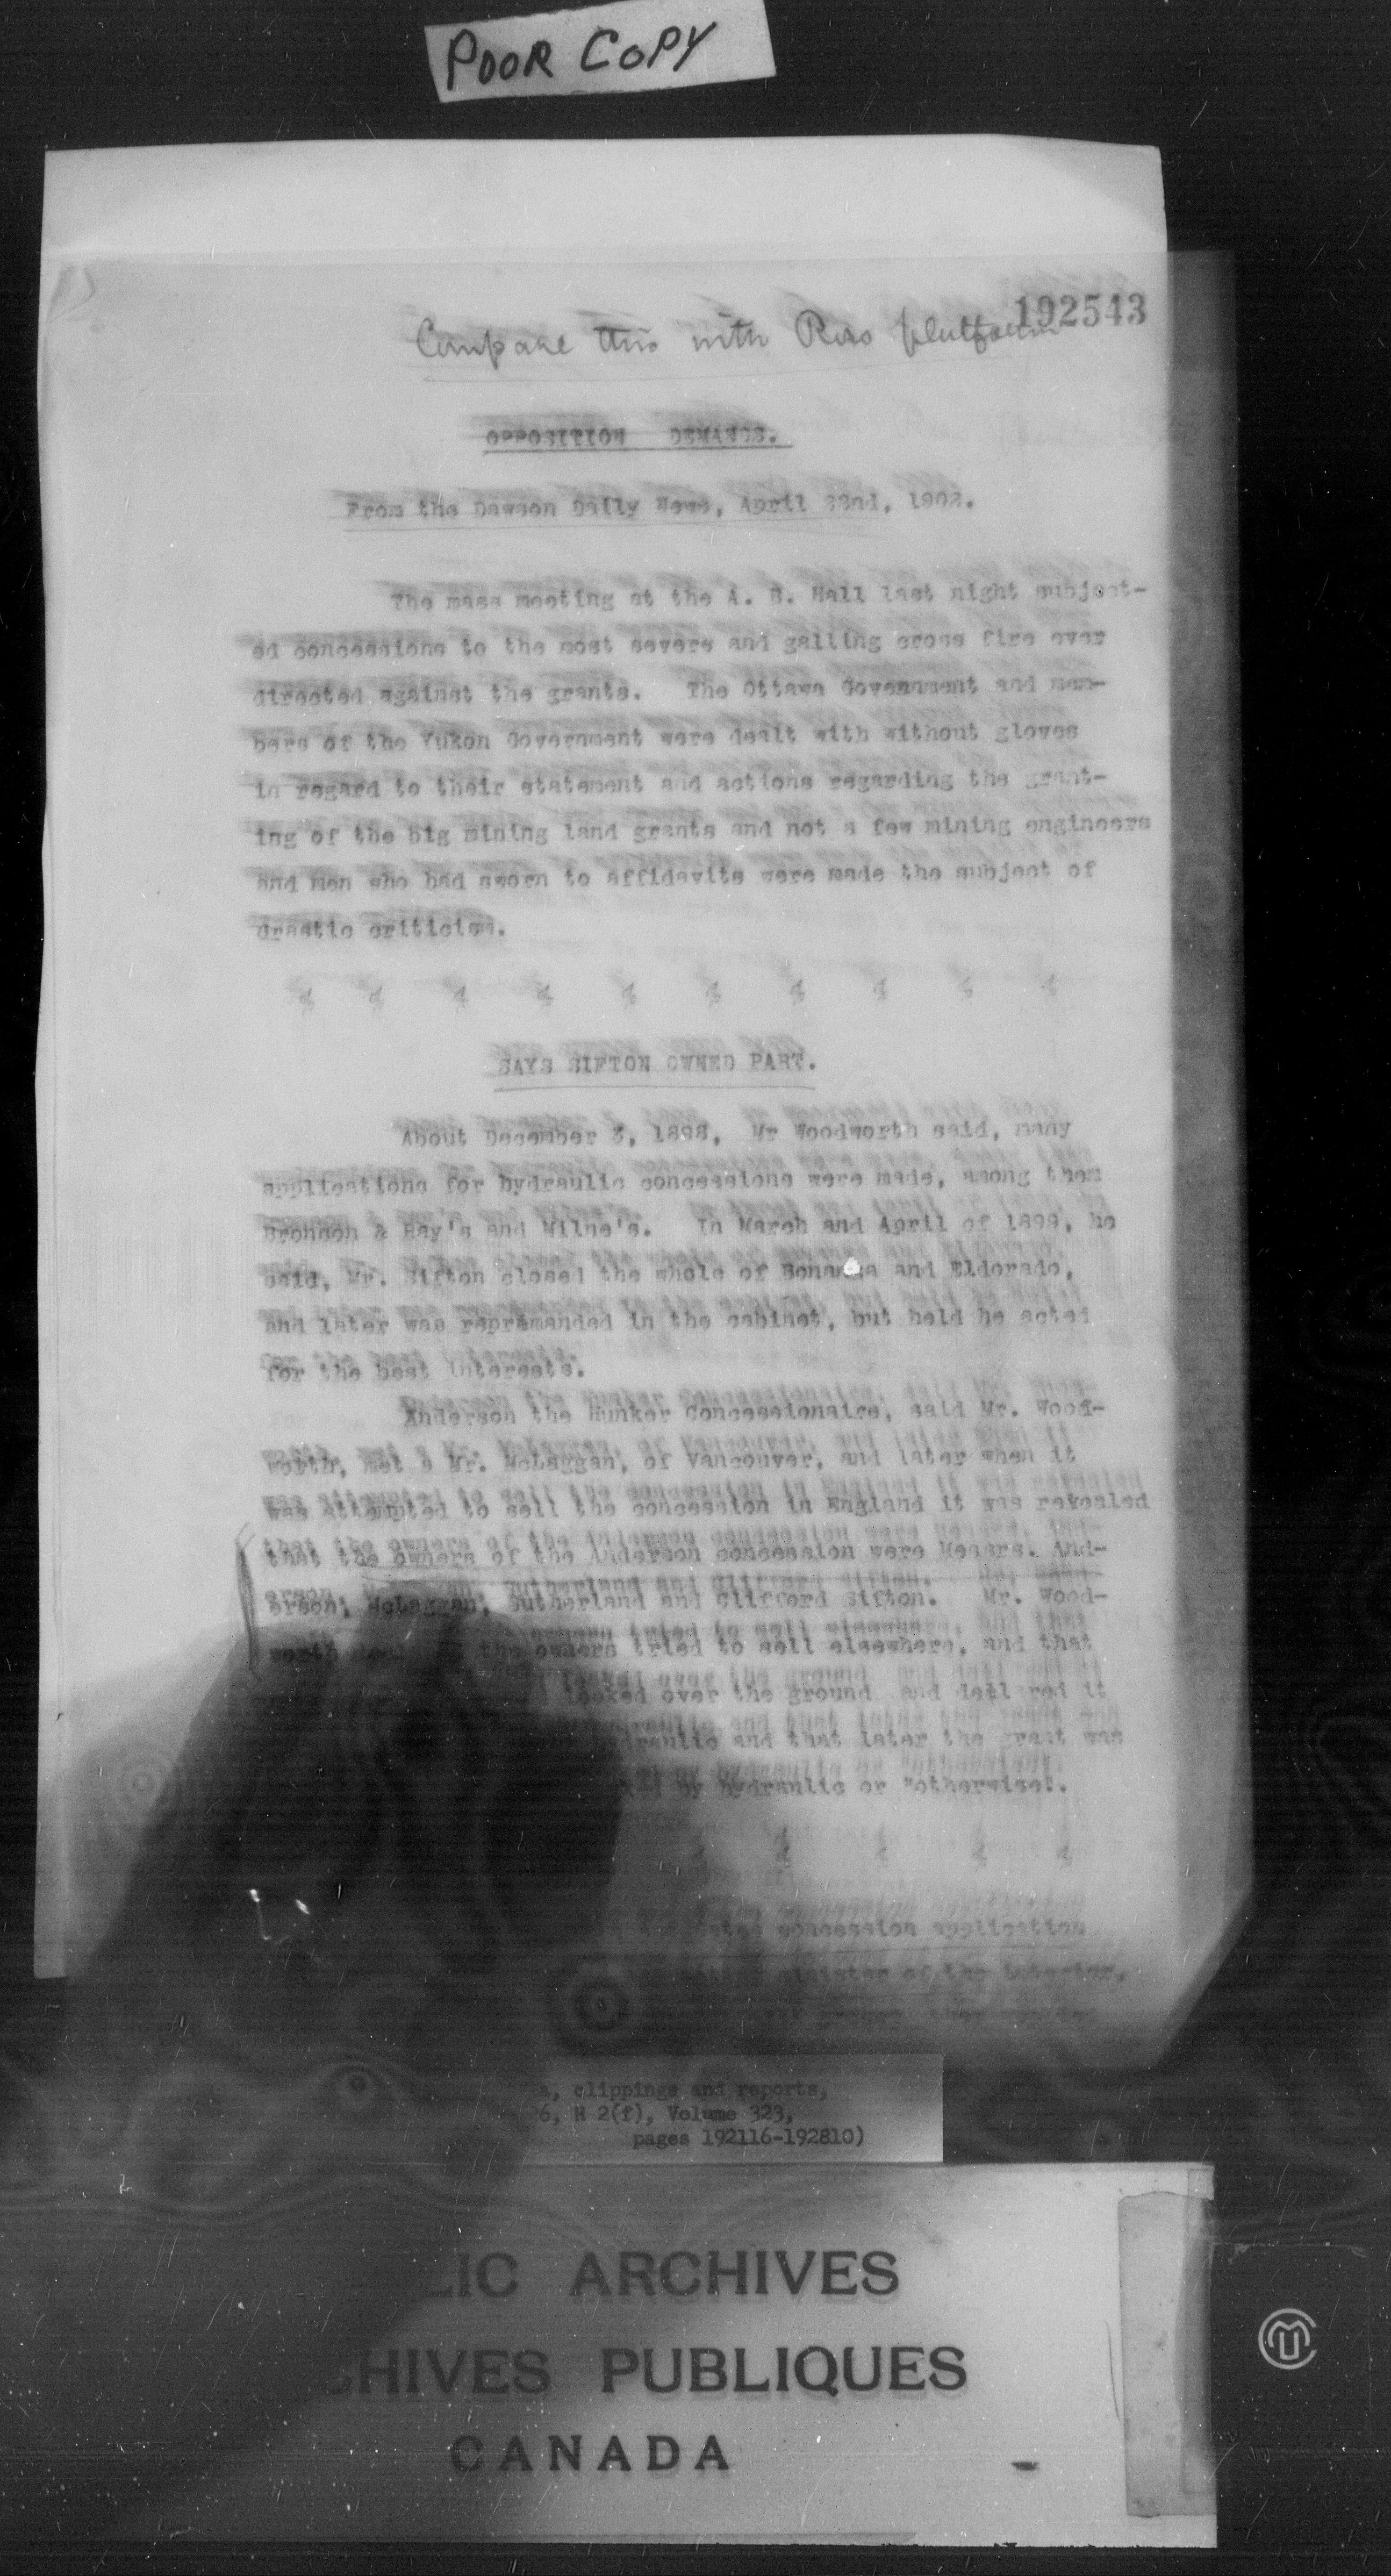 POOR COPY
192543
Compare this with Ross platform
OPPOSITION DEMANDS.
From the Dawson Daily News, April 22nd, 1902.
The mass meeting at the A. B. Hall last night subject-
ed concessions to the most severe and galling cross fire ever
directed against the grants. The Ottawa Government and mem-
bers of the Yukon Government were dealt with without gloves
in regard to their statement and actions regarding the grant-
ing of the big mining land grants and not a few mining engineers
and men who had sworn to affidavits were made the subject of
drastic criticism.
SAYS SIFTON OWNED PART.
About December 3, 1898, Mr Woodworth said, many
applications for hydraulic concessions were made, among them
Bronson & Ray's and Milne's. In March and April of 1899, he
said, Mr. Sifton closed the whole of Bonanza and Eldorado,
and later was repremanded in the cabinet, but held he acted
for the best interests.
Anderson the Hunker Concessionaire, said Mr. Wood-
worth, met a Mr. McLaggan, of Vancouver, and later when it
was attempted to sell the concession in England it was revealed
that the owners of the Anderson concession were Messrs. And-
erson, McLaggan, Sutherland and Clifford Sifton. Mr. Wood-
worth the owners tried to sell elsewhere, and that
looked over the ground and declared it
hydraulic and that later the grant was
by hydraulic or "otherwise".
concession application
minister of the interior,
clippings and reports,
26, H 2(f), Volume 323,
pages 192116-192810)
LIC ARCHIVES
CHIVES PUBLIQUES
CANADA